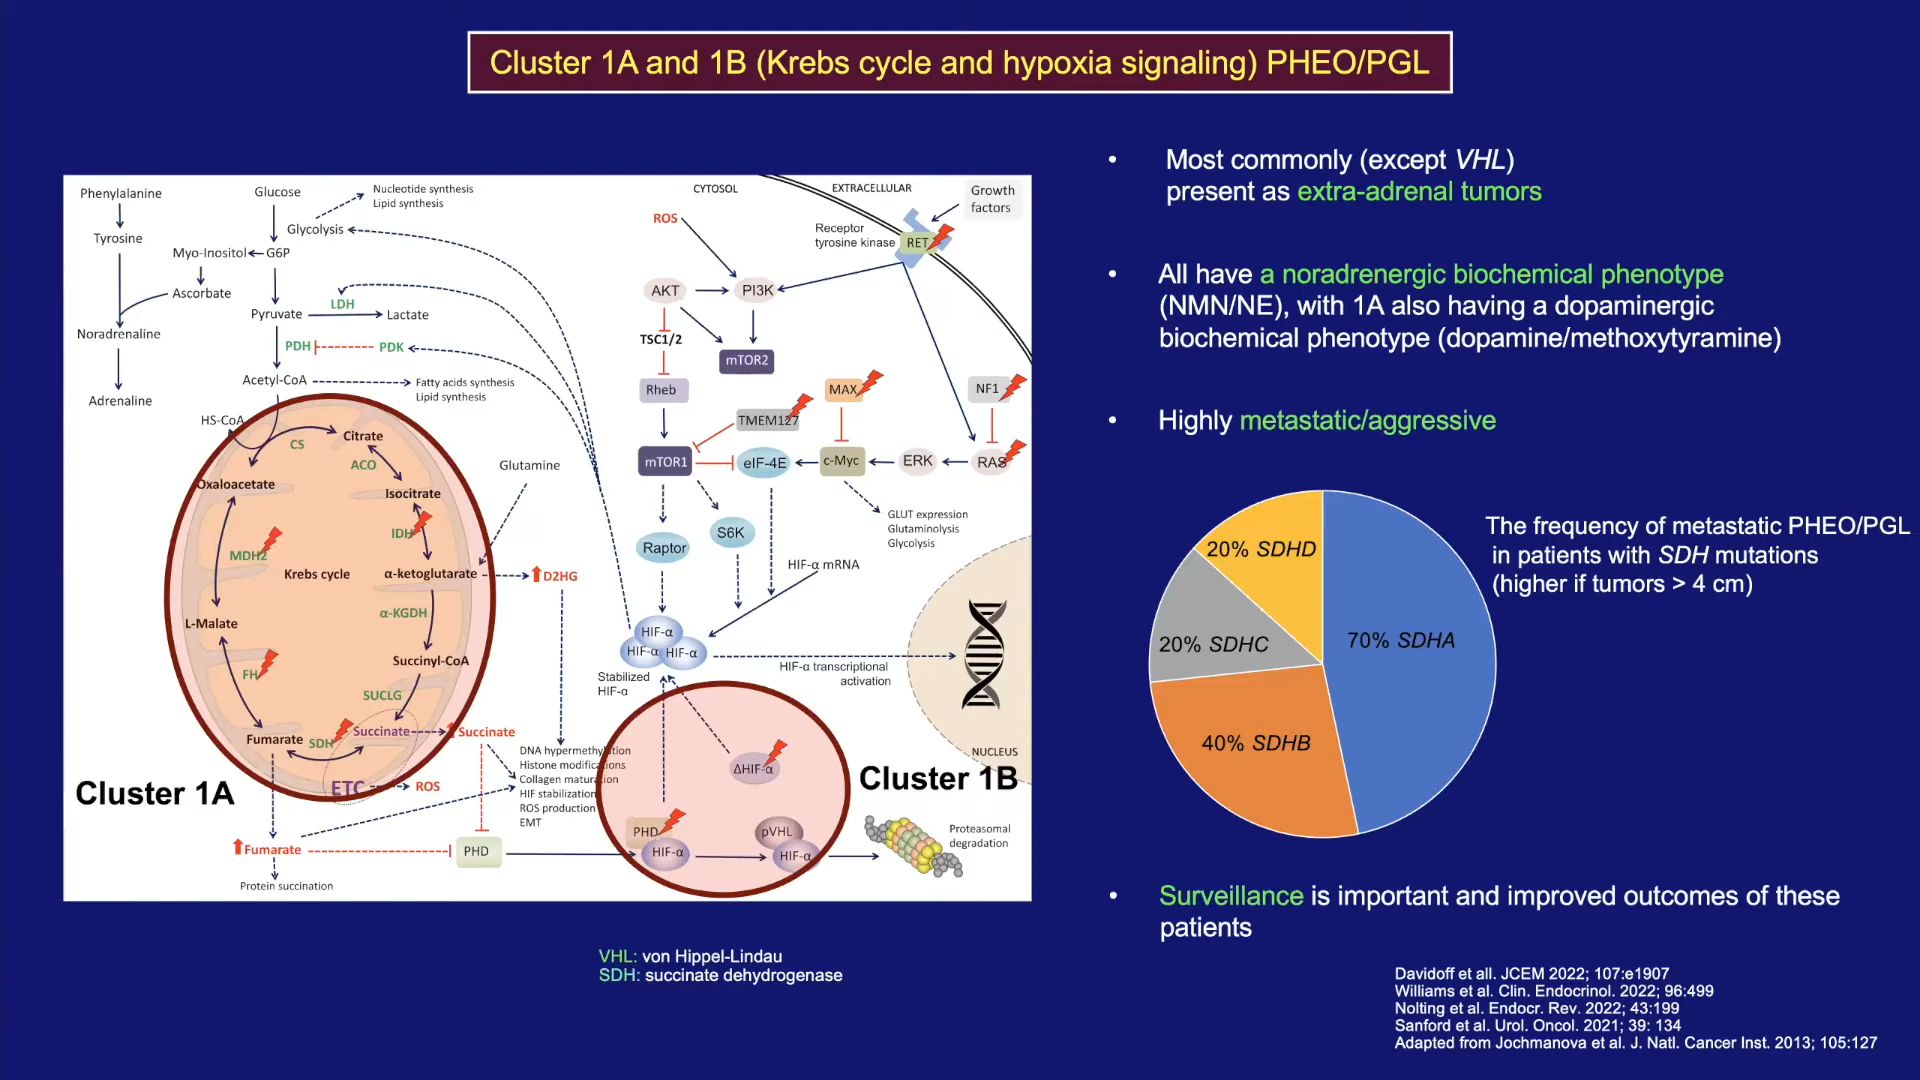 Cluster 1A and 1B (Krebs cycle and hypoxia signaling) PHEO/PGL
Phenylalanine
Tyrosine
Noradrenaline
Adrenaline
Glucose
Nucleotide synthesis
Lipid synthesis
Glycolysis
Myo-Inositol
G6P
Ascorbate
LDH
Pyruvate
Lactate
PDH
PDK
Acetyl-CoA
Fatty acids synthesis
Lipid synthesis
HS-CoA
CS
Citrate
ACO
Oxaloacetate
Isocitrate
Glutamine
IDH
MDH2
Krebs cycle
α-ketoglutarate
D2HG
α-KGDH
L-Malate
Succinyl-CoA
FH
SUCLG
Fumarate
SDH
Succinate
Succinate
ETC
ROS
Cluster 1A
Fumarate
Protein succination
DNA hypermethylation
Histone modifications
Collagen maturation
HIF stabilization
ROS production
EMT
PHD
CYTOSOL
EXTRACELLULAR
Growth
factors
ROS
Receptor
tyrosine kinase
RET
AKT
PI3K
TSC1/2
mTOR2
Rheb
MAX
NF1
TMEM127
mTOR1
eIF-4E
c-Myc
ERK
RAS
GLUT expression
Glutaminolysis
Glycolysis
S6K
Raptor
HIF-α mRNA
HIF-α
HIF-α
HIF-α
Stabilized
HIF-α
HIF-α transcriptional
activation
NUCLEUS
ΔHIF-α
Cluster 1B
PHD
HIF-α
pVHL
HIF-α
Proteasomal
degradation
VHL: von Hippel-Lindau
SDH: succinate dehydrogenase
• Most commonly (except VHL)
present as extra-adrenal tumors
• All have a noradrenergic biochemical phenotype
(NMN/NE), with 1A also having a dopaminergic
biochemical phenotype (dopamine/methoxytyramine)
• Highly metastatic/aggressive
The frequency of metastatic PHEO/PGL
in patients with SDH mutations
(higher if tumors > 4 cm)
20% SDHD
70% SDHA
20% SDHC
40% SDHB
• Surveillance is important and improved outcomes of these
patients
Davidoff et all. JCEM 2022; 107:e1907
Williams et al. Clin. Endocrinol. 2022; 96:499
Nolting et al. Endocr. Rev. 2022; 43:199
Sanford et al. Urol. Oncol. 2021; 39: 134
Adapted from Jochmanova et al. J. Natl. Cancer Inst. 2013; 105:127